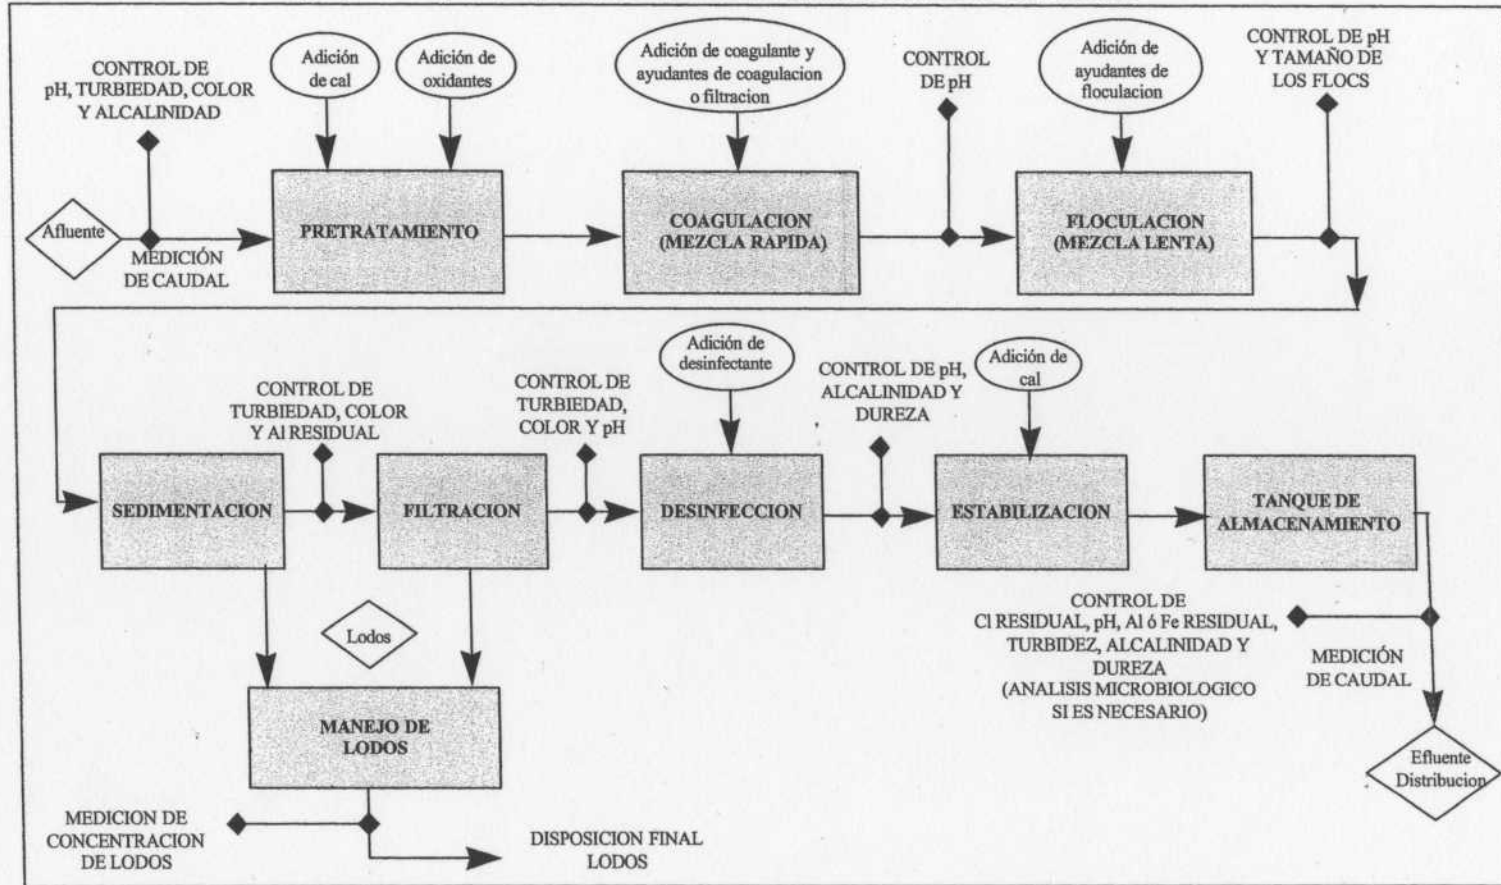 CONTROL DE
pH, TURBIEDAD, COLOR
Y ALCALINIDAD
Adición
de cal
Adición de
oxidantes
Adición de coagulante y
ayudantes de coagulacion
o filtracion
CONTROL
DE pH
Adición de
ayudantes de
floculacion
CONTROL DE pH
Y TAMAÑO DE
LOS FLOCS
Afluente
MEDICIÓN
DE CAUDAL
PRETRATAMIENTO
COAGULACION
(MEZCLA RAPIDA)
FLOCULACION
(MEZCLA LENTA)
CONTROL DE
TURBIEDAD, COLOR
Y Al RESIDUAL
CONTROL DE
TURBIEDAD,
COLOR Y pH
Adición de
desinfectante
CONTROL DE pH,
ALCALINIDAD Y
DUREZA
Adición de
cal
SEDIMENTACION
FILTRACION
DESINFECCION
ESTABILIZACION
TANQUE DE
ALMACENAMIENTO
Lodos
MANEJO DE
LODOS
CONTROL DE
Cl RESIDUAL, pH, Al ó Fe RESIDUAL,
TURBIDEZ, ALCALINIDAD Y
DUREZA
(ANALISIS MICROBIOLOGICO
SI ES NECESARIO)
MEDICIÓN
DE CAUDAL
Efluente
Distribucion
MEDICION DE
CONCENTRACION
DE LODOS
DISPOSICION FINAL
LODOS